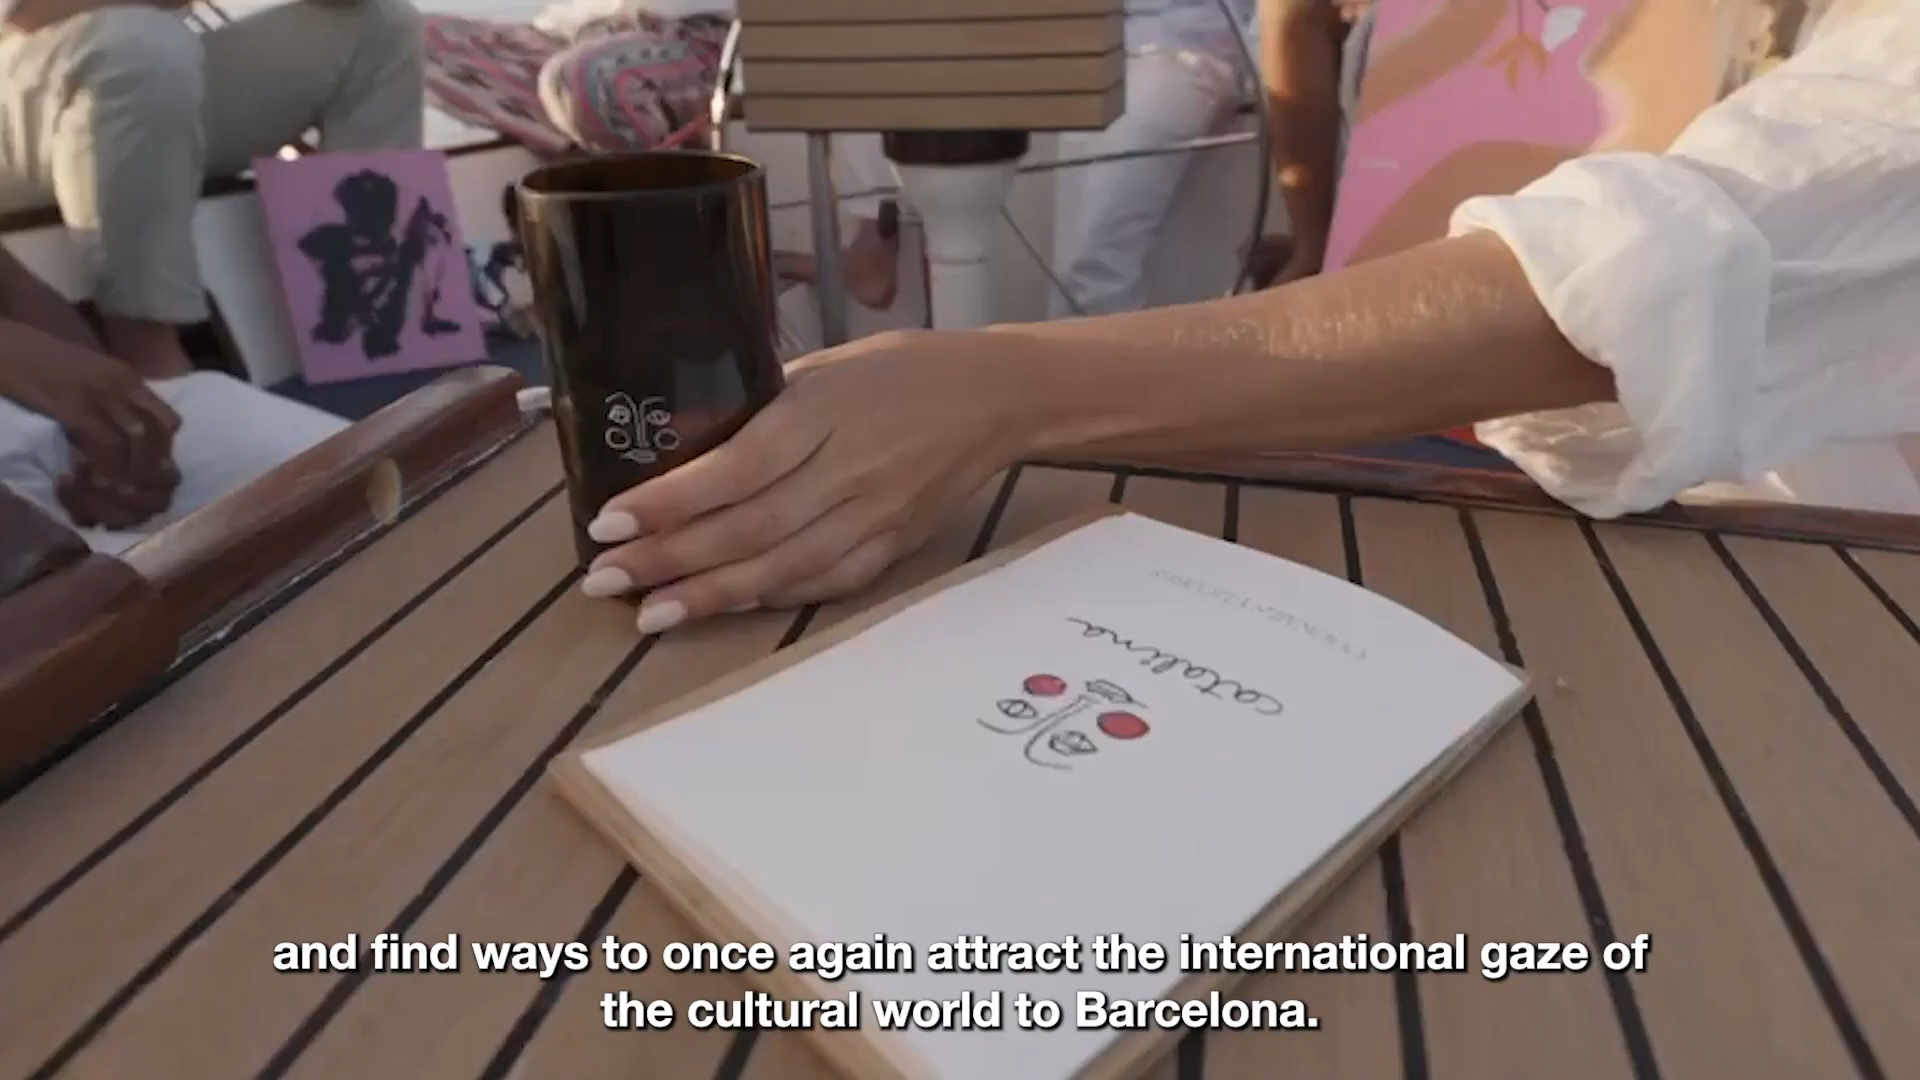 catalina
and find ways to once again attract the international gaze of
the cultural world to Barcelona.